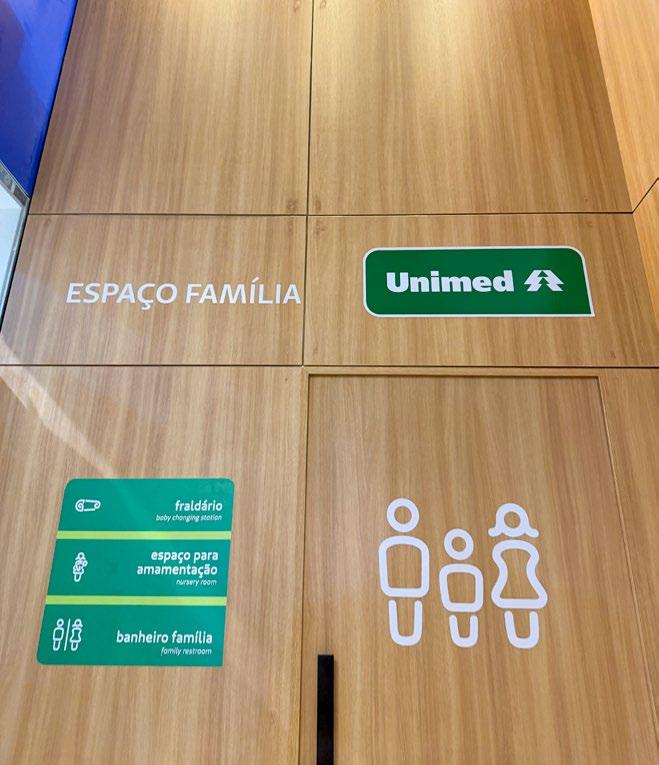 ESPAÇO FAMÍLIA
Unimed
fraldário
baby changing station
espaço para
amamentação
nursery room
banheiro família
family restroom